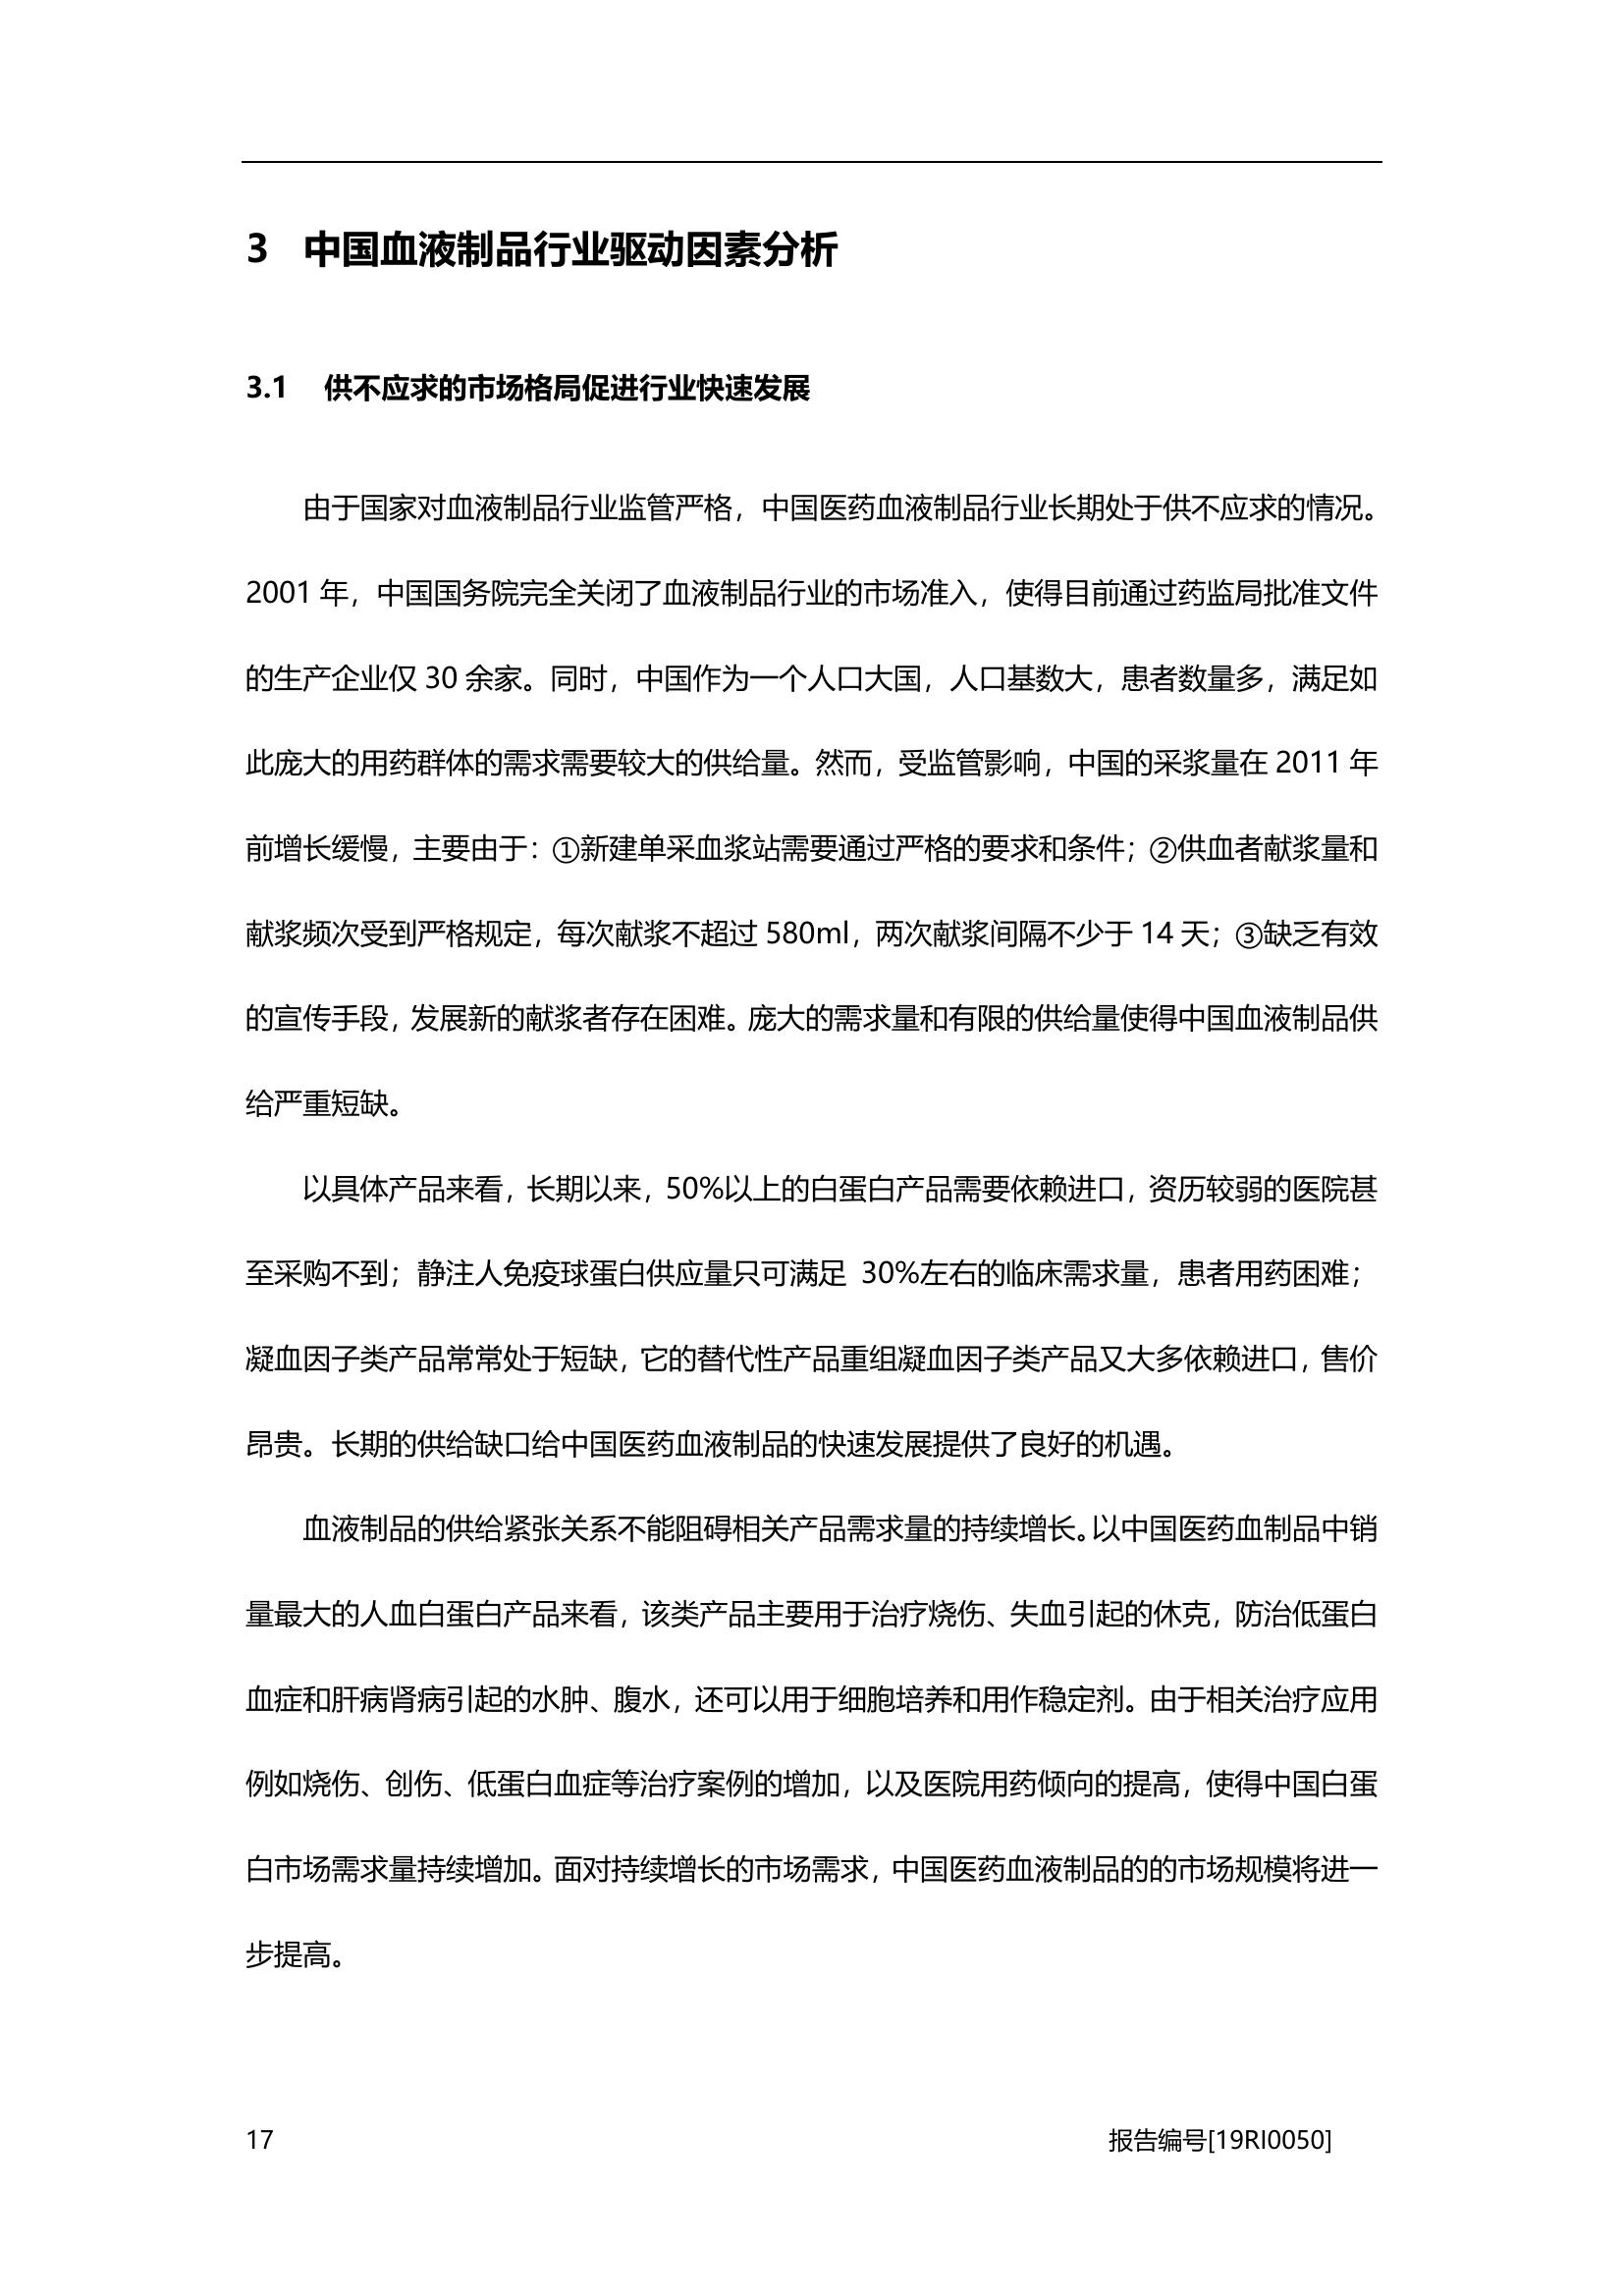 3 中国血液制品行业驱动因素分析
3.1 供不应求的市场格局促进行业快速发展
由于国家对血液制品行业监管严格，中国医药血液制品行业长期处于供不应求的情况。
2001 年，中国国务院完全关闭了血液制品行业的市场准入，使得目前通过药监局批准文件
的生产企业仅 30 余家。同时，中国作为一个人口大国，人口基数大，患者数量多，满足如
此庞大的用药群体的需求需要较大的供给量。然而，受监管影响，中国的采浆量在 2011 年
前增长缓慢，主要由于：①新建单采血浆站需要通过严格的要求和条件；②供血者献浆量和
献浆频次受到严格规定，每次献浆不超过 580ml，两次献浆间隔不少于 14 天；③缺乏有效
的宣传手段，发展新的献浆者存在困难。庞大的需求量和有限的供给量使得中国血液制品供
给严重短缺。
以具体产品来看，长期以来，50%以上的白蛋白产品需要依赖进口，资历较弱的医院甚
至采购不到；静注人免疫球蛋白供应量只可满足 30%左右的临床需求量，患者用药困难；
凝血因子类产品常常处于短缺，它的替代性产品重组凝血因子类产品又大多依赖进口，售价
昂贵。长期的供给缺口给中国医药血液制品的快速发展提供了良好的机遇。
血液制品的供给紧张关系不能阻碍相关产品需求量的持续增长。以中国医药血制品中销
量最大的人血白蛋白产品来看，该类产品主要用于治疗烧伤、失血引起的休克，防治低蛋白
血症和肝病肾病引起的水肿、腹水，还可以用于细胞培养和用作稳定剂。由于相关治疗应用
例如烧伤、创伤、低蛋白血症等治疗案例的增加，以及医院用药倾向的提高，使得中国白蛋
白市场需求量持续增加。面对持续增长的市场需求，中国医药血液制品的的市场规模将进一
步提高。
17 报告编号[19RI0050]